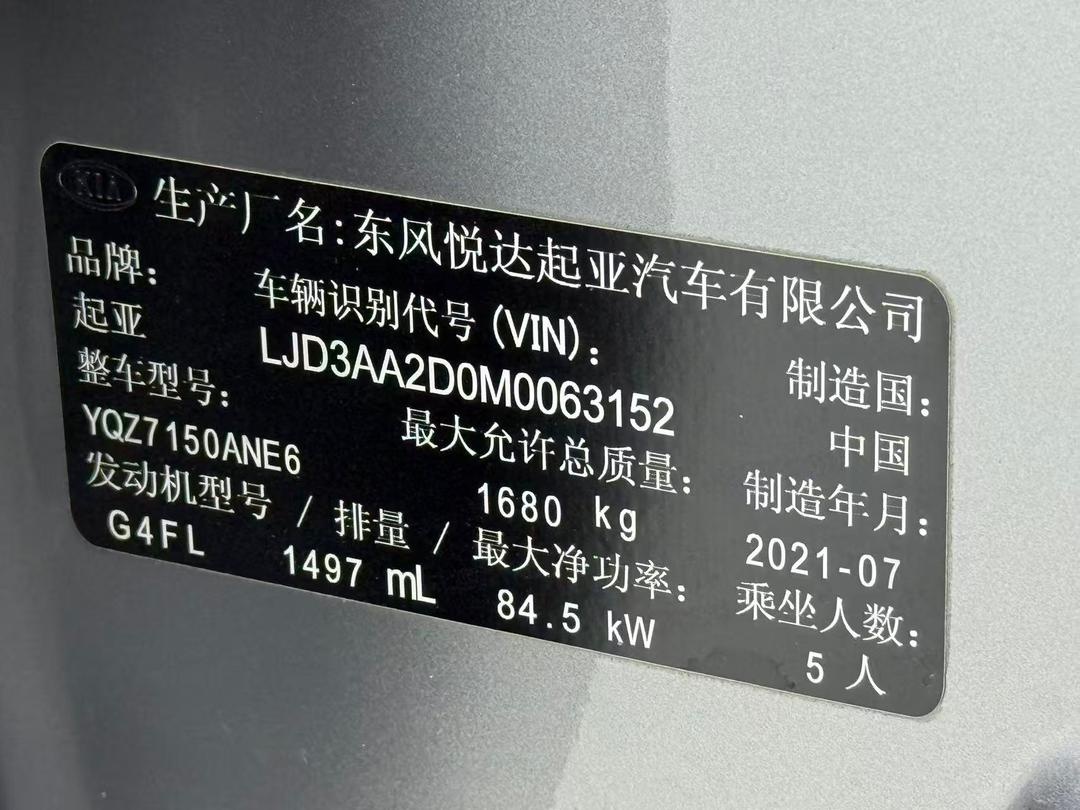 KIA
生产厂名:东风悦达起亚汽车有限公司
品牌:
起亚
车辆识别代号(VIN):
LJD3AA2D0M0063152
制造国:
中国
整车型号:
YQZ7150ANE6
最大允许总质量:
1680 kg
制造年月:
2021-07
发动机型号 / 排量 / 最大净功率:
G4FL 1497 mL 84.5 kW
乘坐人数:
5 人